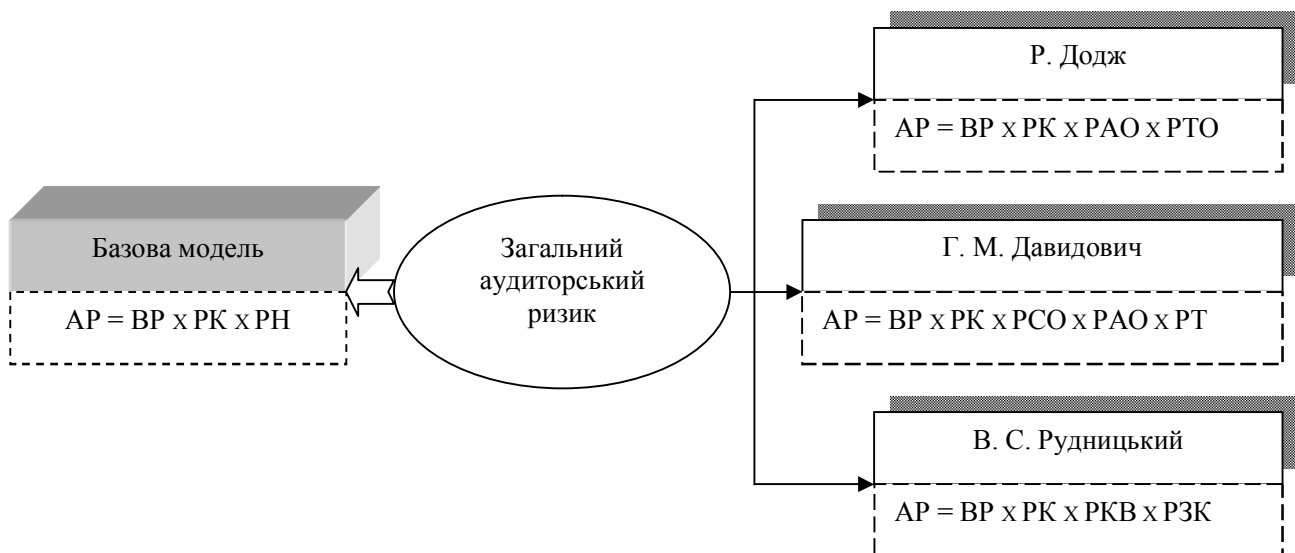 Р. Додж
АР = ВР х РК х РАО х РТО
Базова модель
АР = ВР х РК х РН
Загальний
аудиторський
ризик
Г. М. Давидович
АР = ВР х РК х РСО х РАО х РТ
В. С. Рудницький
АР = ВР х РК х РКВ х РЗК